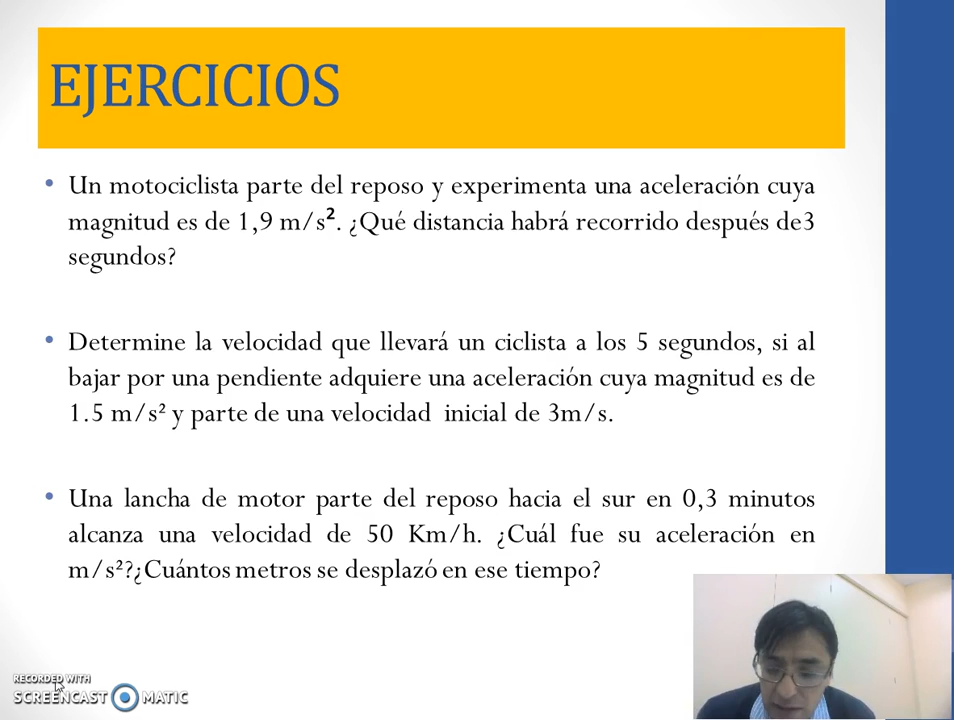 EJERCICIOS
• Un motociclista parte del reposo y experimenta una aceleración cuya
magnitud es de 1,9 m/s². ¿Qué distancia habrá recorrido después de3
segundos?
• Determine la velocidad que llevará un ciclista a los 5 segundos, si al
bajar por una pendiente adquiere una aceleración cuya magnitud es de
1.5 m/s² y parte de una velocidad inicial de 3m/s.
• Una lancha de motor parte del reposo hacia el sur en 0,3 minutos
alcanza una velocidad de 50 Km/h. ¿Cuál fue su aceleración en
m/s²?¿Cuántos metros se desplazó en ese tiempo?
RECORDED WITH
SCREENCAST MATIC